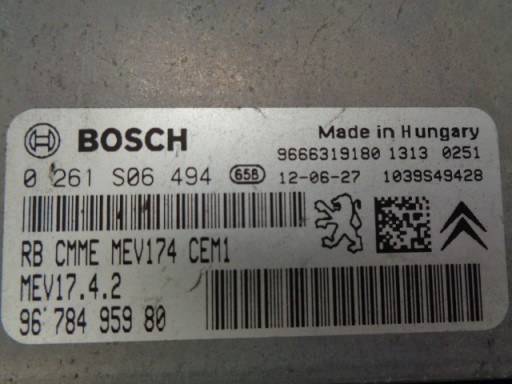 BOSCH
Made in Hungary
9666319180 1313 0251
0 261 S06 494 658 12-06-27 1039S49428
RB CMME MEV174 CEM1
MEV17.4.2
96 784 959 80